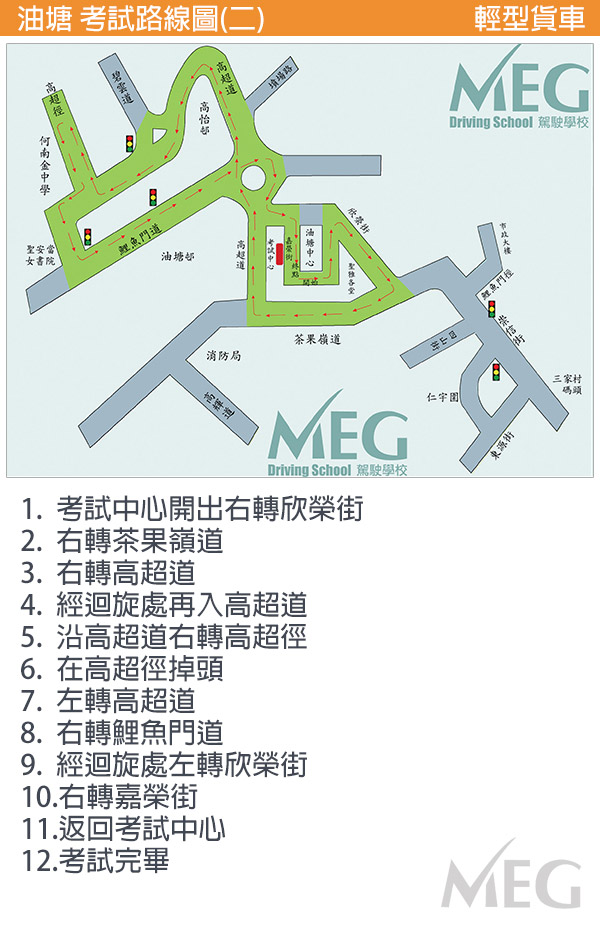 油塘 考試路線圖(二)
輕型貨車
MEG
Driving School 駕駛學校
高超徑
碧雲道
高超道
墳場路
高怡邨
何南金中學
聖安當
女書院
鯉魚門道
油塘邨
高超道
考試中心
嘉榮街
終點
開始
油塘中心
欣榮街
聖雅各堂
茶果嶺道
消防局
高輝道
市政大樓
鯉魚門徑
崇信街
四山街
仁宇圍
三家村
碼頭
東源街
MEG
Driving School 駕駛學校
1. 考試中心開出右轉欣榮街
2. 右轉茶果嶺道
3. 右轉高超道
4. 經迴旋處再入高超道
5. 沿高超道右轉高超徑
6. 在高超徑掉頭
7. 左轉高超道
8. 右轉鯉魚門道
9. 經迴旋處左轉欣榮街
10.右轉嘉榮街
11.返回考試中心
12.考試完畢
MEG